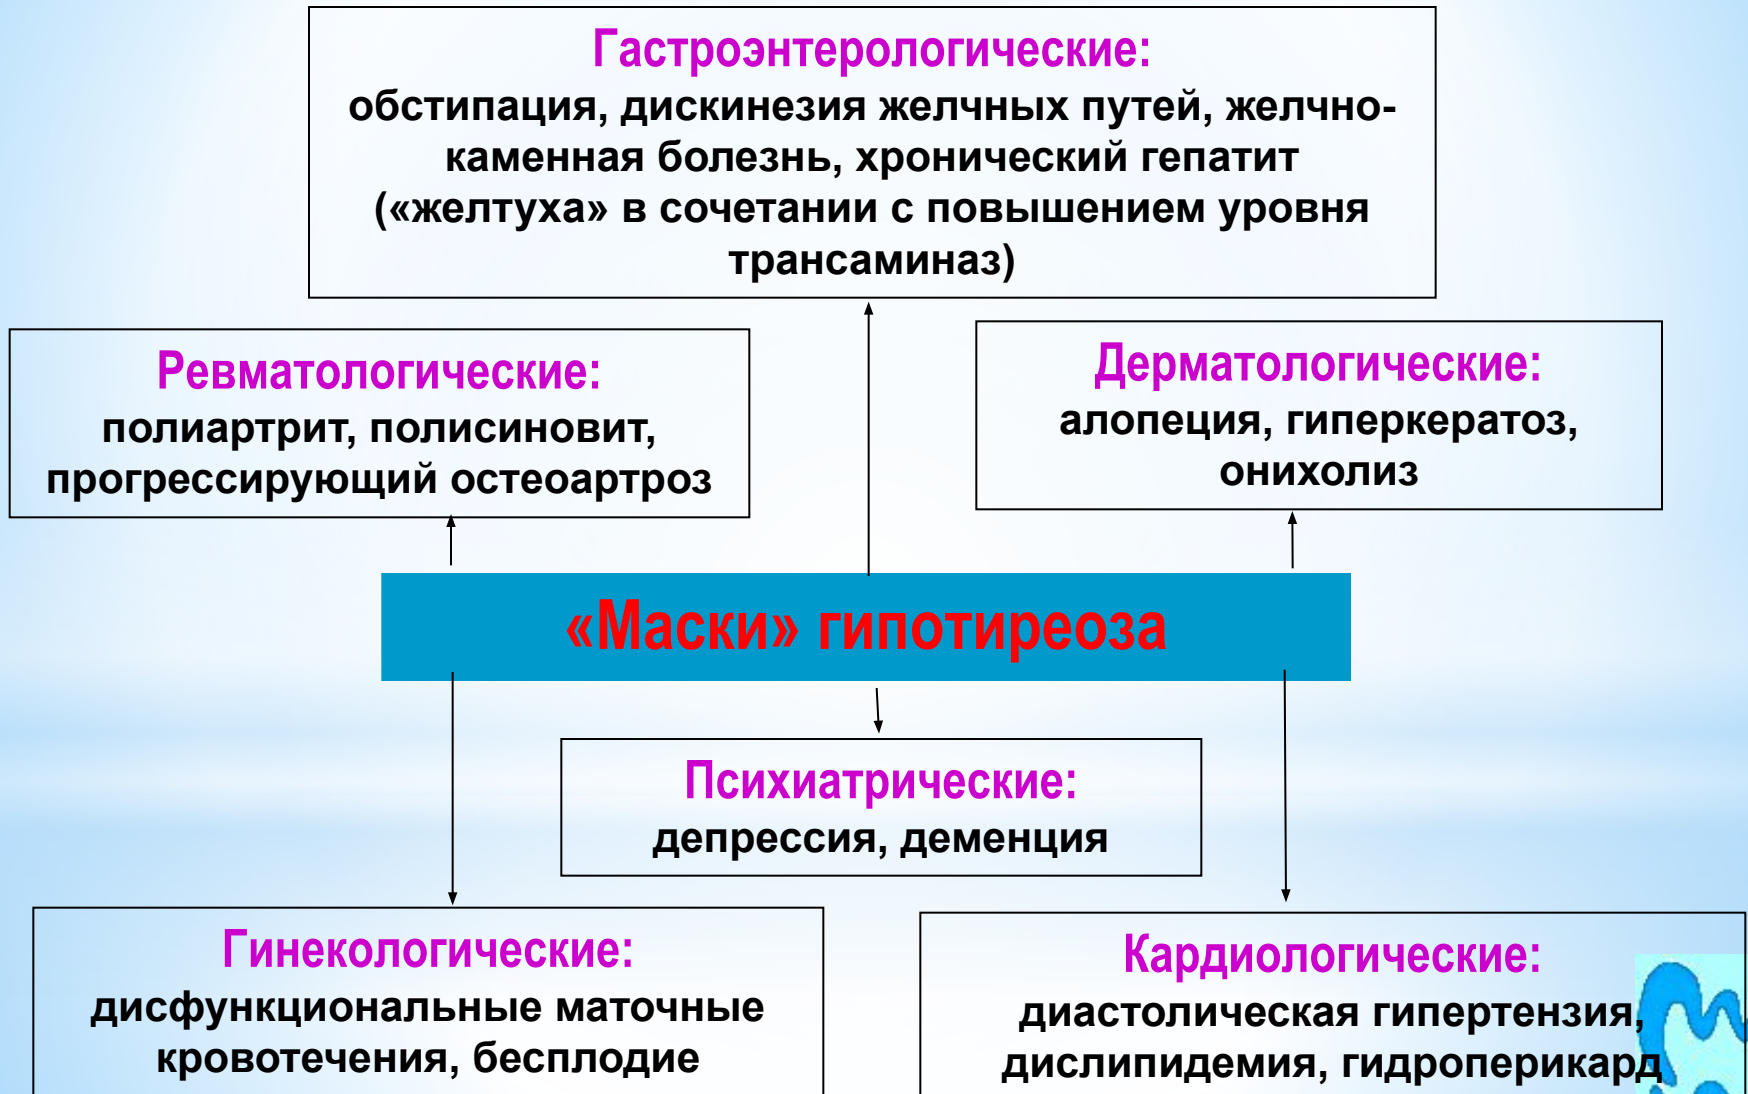 Гастроэнтерологические:
обстипация, дискинезия желчных путей, желчно-
каменная болезнь, хронический гепатит
(«желтуха» в сочетании с повышением уровня
трансаминаз)
Ревматологические:
полиартрит, полисиновит,
прогрессирующий остеоартроз
Дерматологические:
алопеция, гиперкератоз,
онихолиз
«Маски» гипотиреоза
Психиатрические:
депрессия, деменция
Гинекологические:
дисфункциональные маточные
кровотечения, бесплодие
Кардиологические:
диастолическая гипертензия,
дислипидемия, гидроперикард